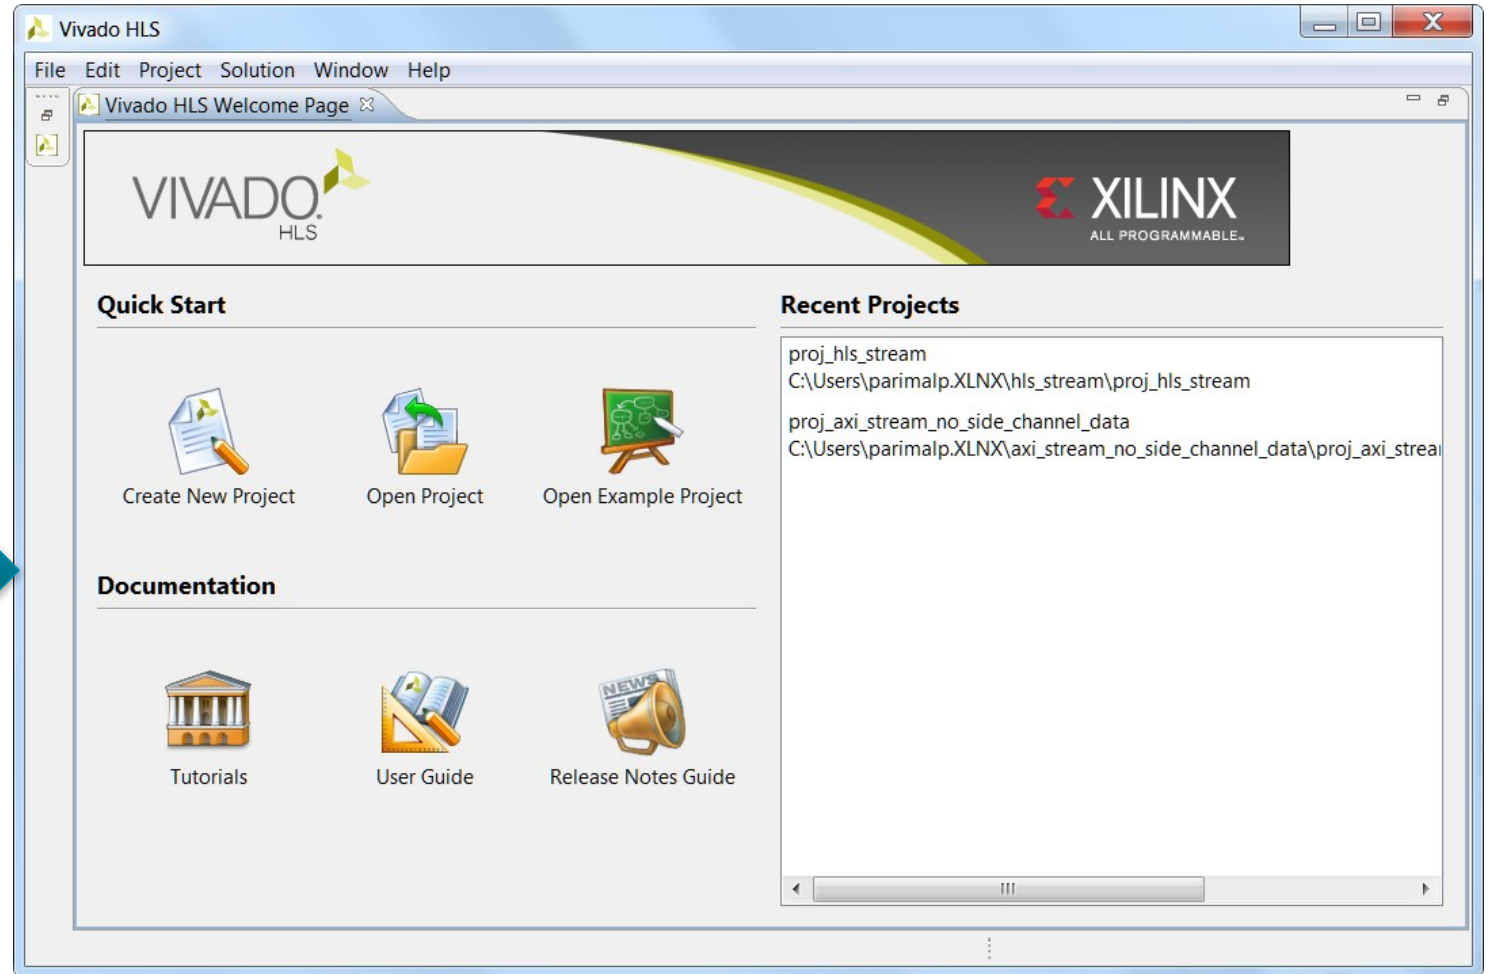 Vivado HLS
File Edit Project Solution Window Help
Vivado HLS Welcome Page
VIVADO.
HLS
XILINX
ALL PROGRAMMABLE™
Quick Start
Create New Project Open Project Open Example Project
Documentation
NEWS
Tutorials User Guide Release Notes Guide
Recent Projects
proj_hls_stream
C:\Users\parimalp.XLNX\hls_stream\proj_hls_stream
proj_axi_stream_no_side_channel_data
C:\Users\parimalp.XLNX\axi_stream_no_side_channel_data\proj_axi_strea